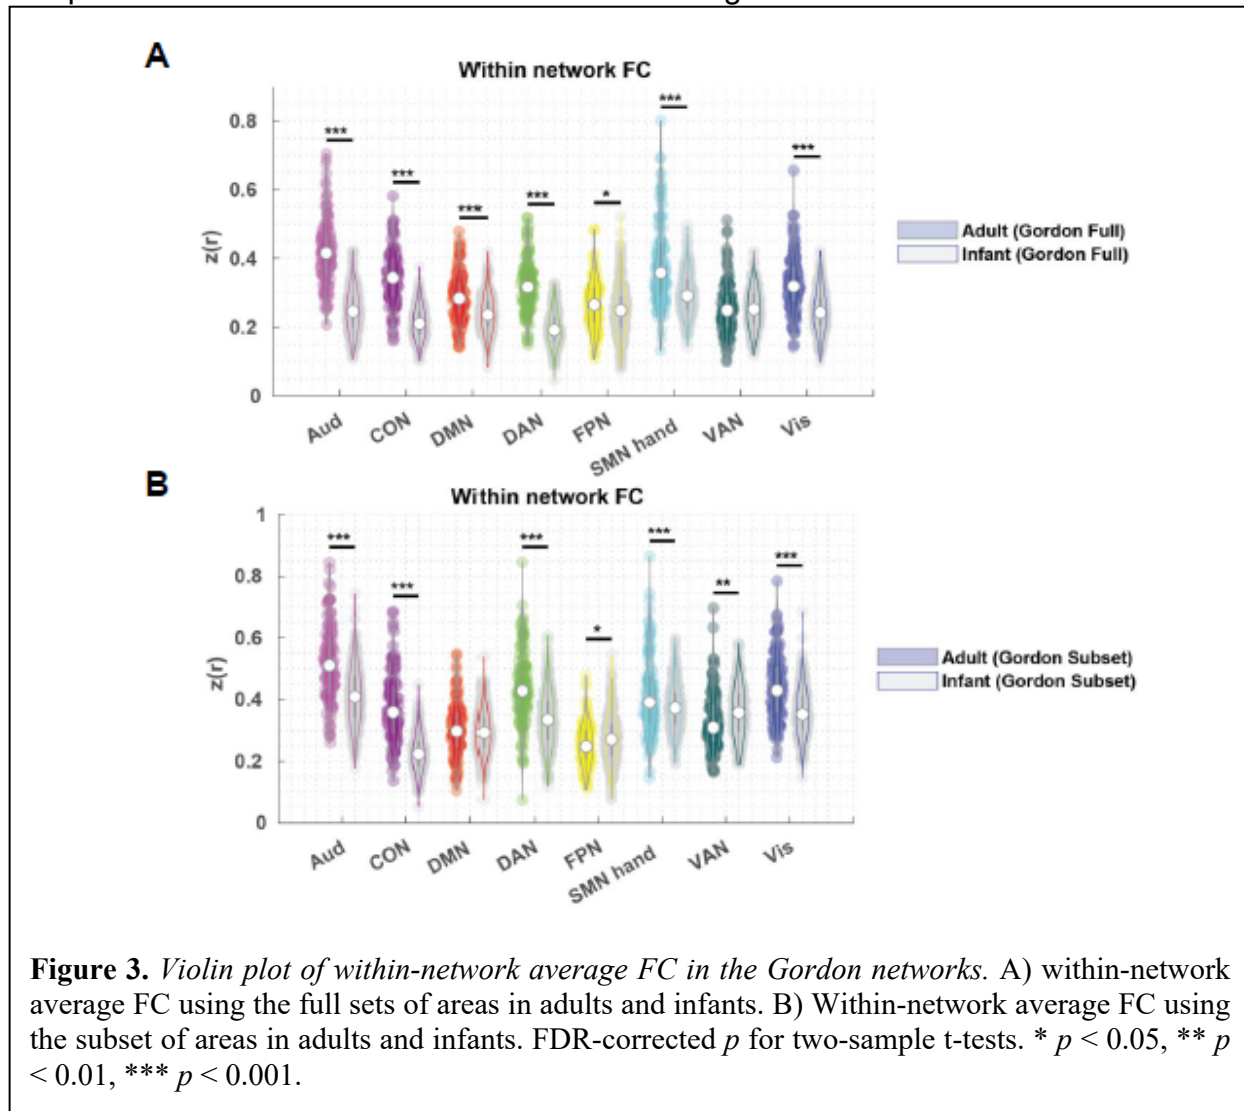 A
Within network FC
z(r)
0.8
0.6
0.4
0.2
0
***
***
***
***
*
***
***
Aud
CON
DMN
DAN
FPN
SMN hand
VAN
Vis
Adult (Gordon Full)
Infant (Gordon Full)
B
Within network FC
z(r)
1
0.8
0.6
0.4
0.2
0
***
***
***
*
***
**
***
Aud
CON
DMN
DAN
FPN
SMN hand
VAN
Vis
Adult (Gordon Subset)
Infant (Gordon Subset)
Figure 3. Violin plot of within-network average FC in the Gordon networks. A) within-network
average FC using the full sets of areas in adults and infants. B) Within-network average FC using
the subset of areas in adults and infants. FDR-corrected p for two-sample t-tests. * p < 0.05, ** p
< 0.01, *** p < 0.001.